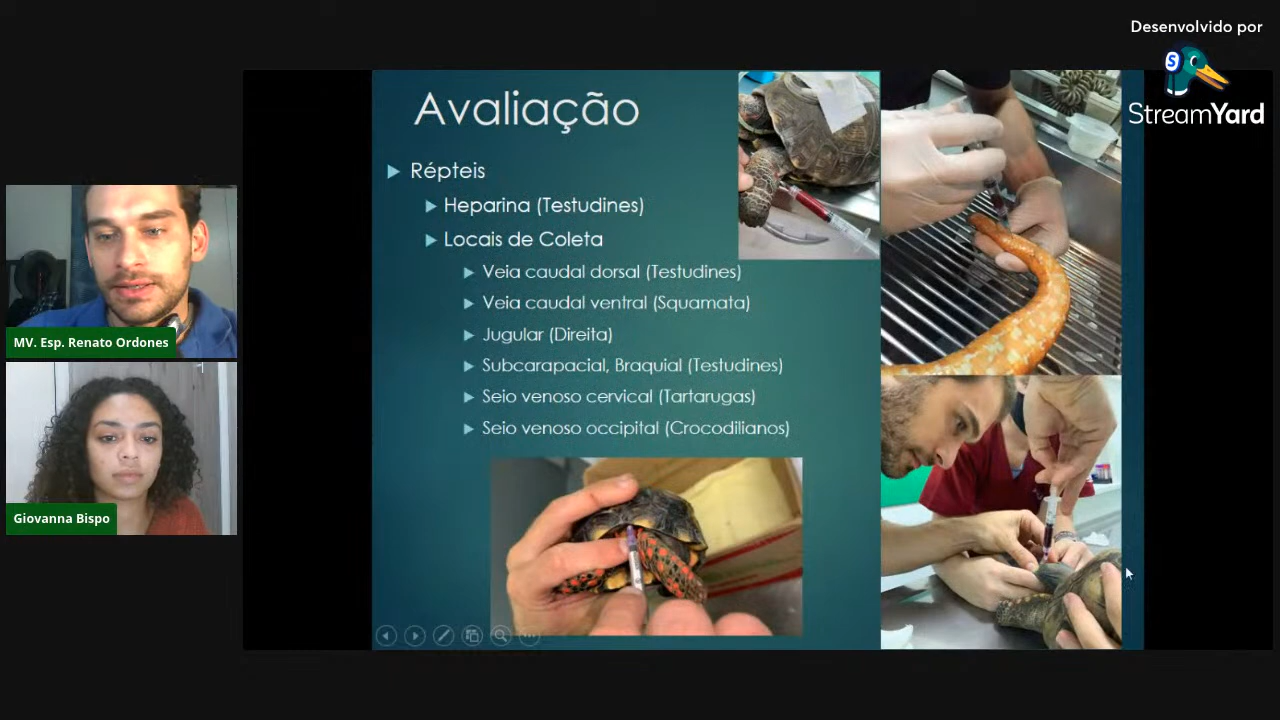 Desenvolvido por
StreamYard
Avaliação
Répteis
Heparina (Testudines)
Locais de Coleta
Veia caudal dorsal (Testudines)
Veia caudal ventral (Squamata)
Jugular (Direita)
Subcarapacial, Braquial (Testudines)
Seio venoso cervical (Tartarugas)
Seio venoso occipital (Crocodilianos)
MV. Esp. Renato Ordones
Giovanna Bispo